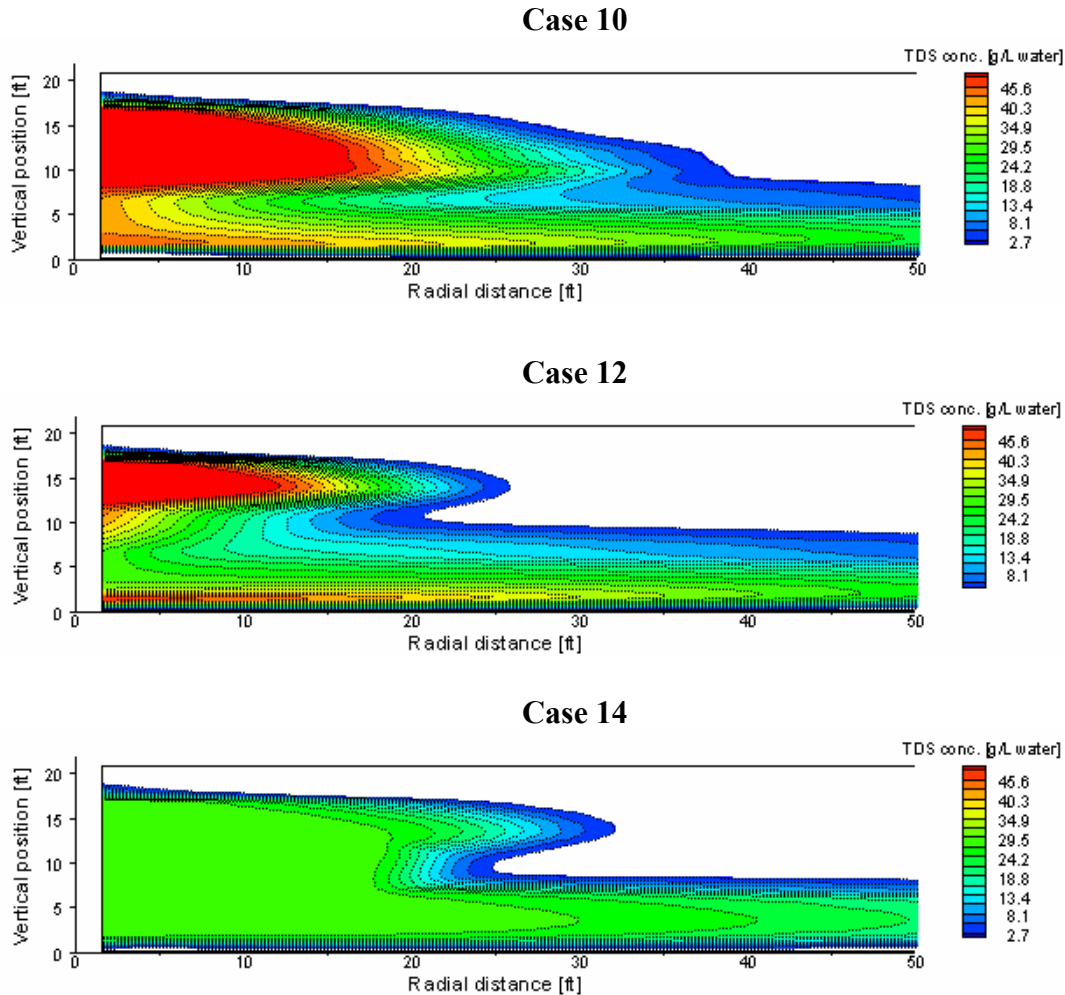 Case 10
TDS conc. [g/L water]
45.6
40.3
34.9
29.5
24.2
18.8
13.4
8.1
2.7
Vertical position [ft]
20
15
10
5
0
0 10 20 30 40 50
Radial distance [ft]
Case 12
TDS conc. [g/L water]
45.6
40.3
34.9
29.5
24.2
18.8
13.4
8.1
Vertical position [ft]
20
15
10
5
0
0 10 20 30 40 50
Radial distance [ft]
Case 14
TDS conc. [g/L water]
45.6
40.3
34.9
29.5
24.2
18.8
13.4
8.1
2.7
Vertical position [ft]
20
15
10
5
0
0 10 20 30 40 50
Radial distance [ft]